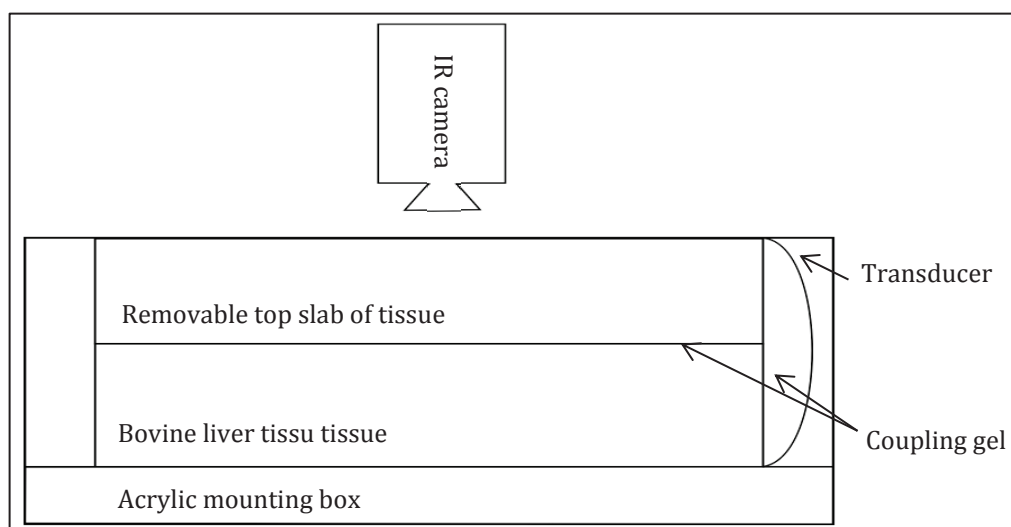 IR camera
Transducer
Removable top slab of tissue
Bovine liver tissu tissue
Coupling gel
Acrylic mounting box